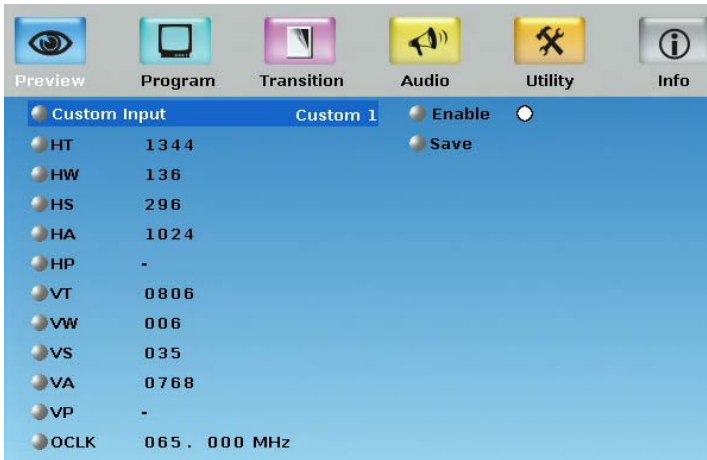 Preview Program Transition Audio Utility Info
Custom Input Custom 1 Enable
HT 1344 Save
HW 136
HS 296
HA 1024
HP -
VT 0806
VW 006
VS 035
VA 0768
VP -
OCLK 065. 000 MHz